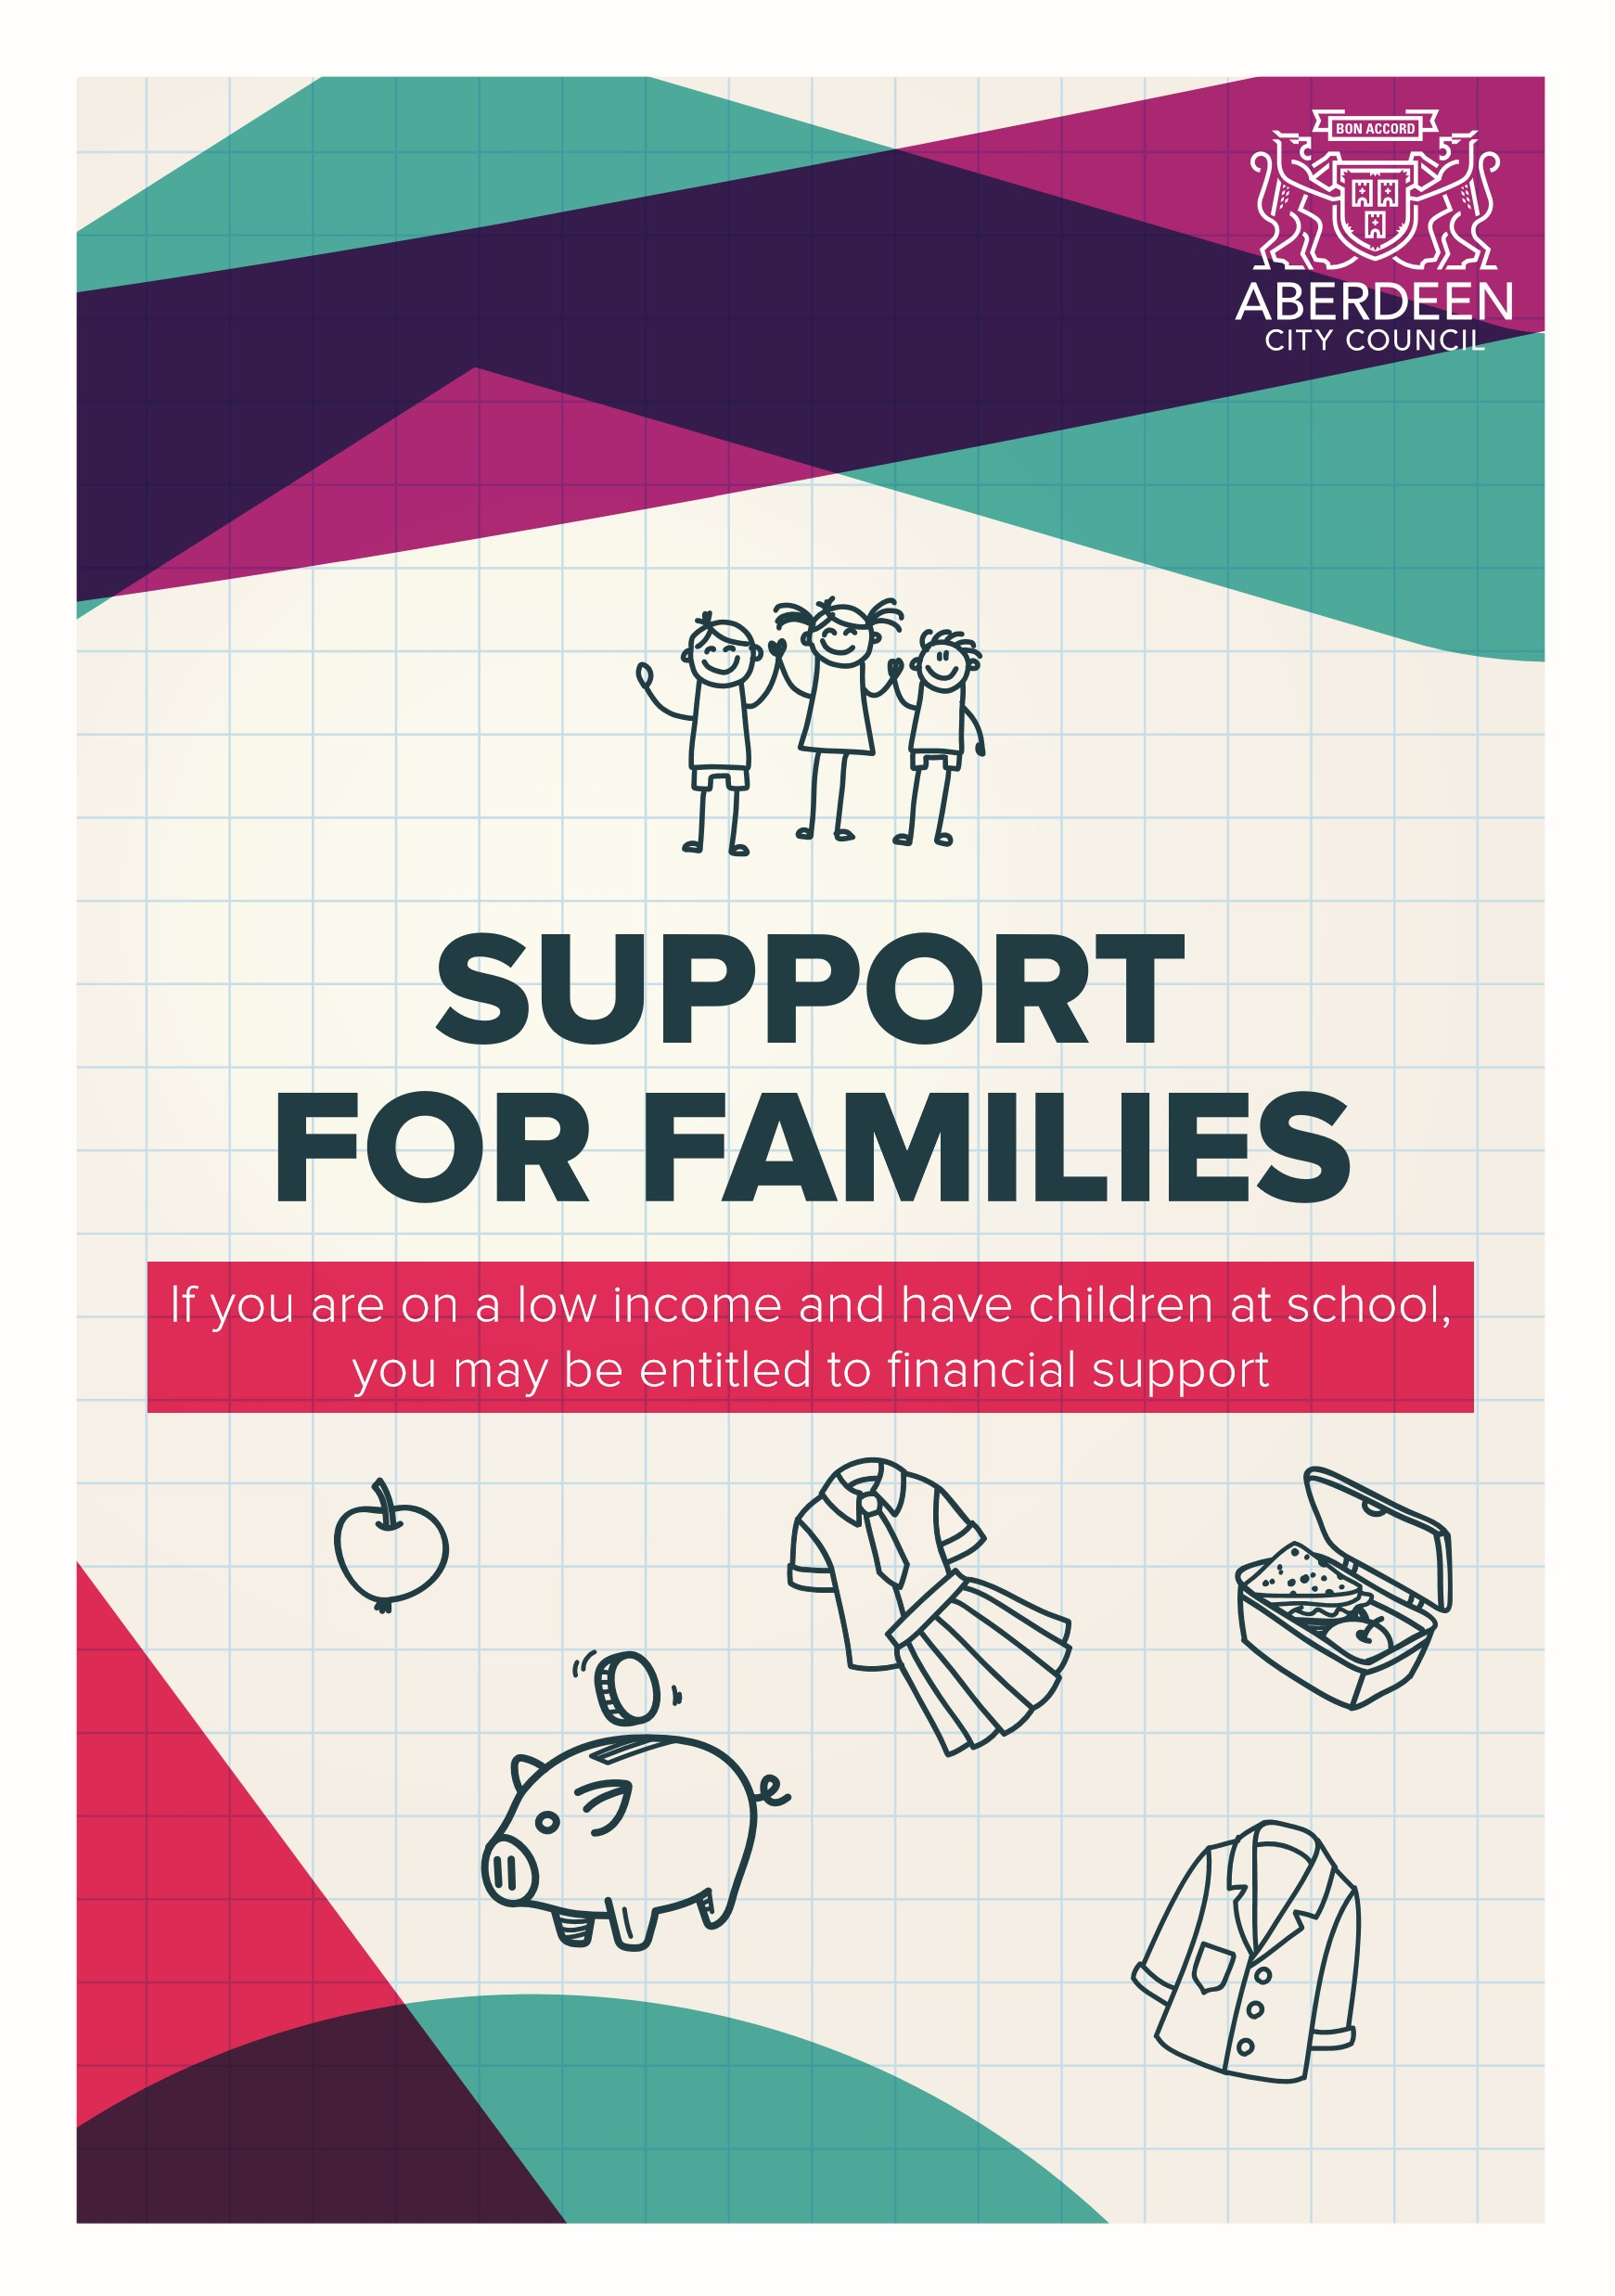 BON ACCORD
ABERDEEN
CITY COUNCIL
SUPPORT
FOR FAMILIES
If you are on a low income and have children at school,
you may be entitled to financial support